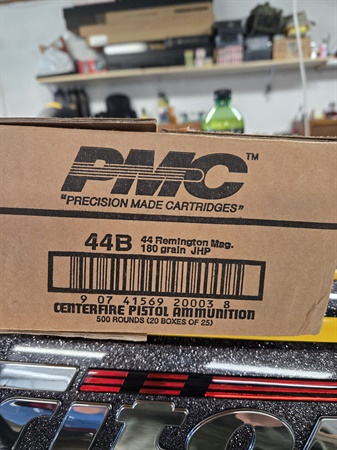 PMC™
"PRECISION MADE CARTRIDGES"
44B 44 Remington Mag.
180 grain JHP
9 07 41569 20003 8
CENTERFIRE PISTOL AMMUNITION
500 ROUNDS (20 BOXES OF 25)